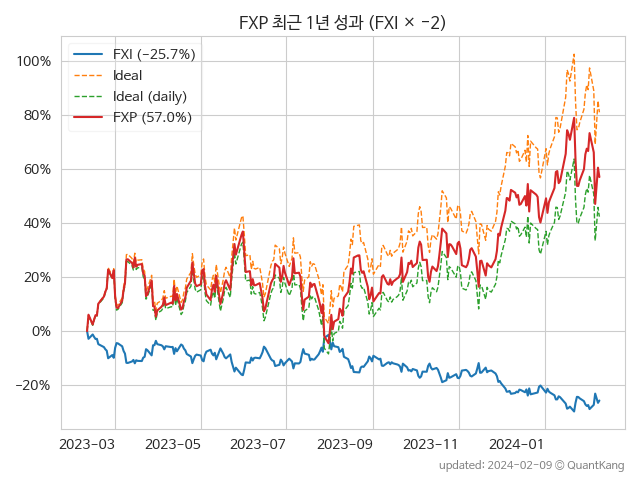 FXP 최근 1년 성과 (FXI × -2)
FXI (-25.7%)
Ideal
Ideal (daily)
FXP (57.0%)
100%
80%
60%
40%
20%
0%
-20%
2023-03 2023-05 2023-07 2023-09 2023-11 2024-01
updated: 2024-02-09 © QuantKang